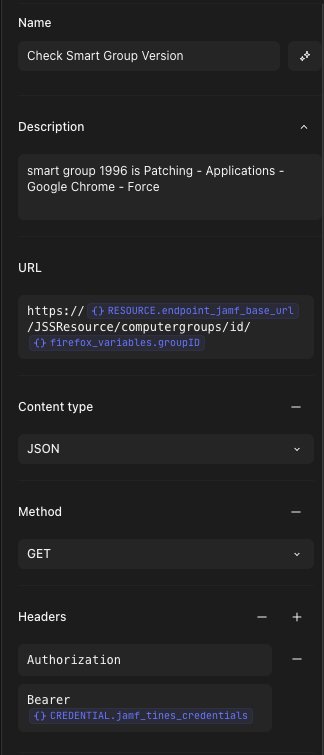 Name
Check Smart Group Version
Description
smart group 1996 is Patching - Applications -
Google Chrome - Force
URL
https:// {} RESOURCE.endpoint_jamf_base_url
/JSSResource/computergroups/id/
{} firefox_variables.groupID
Content type
JSON
Method
GET
Headers
Authorization
Bearer
{} CREDENTIAL.jamf_tines_credentials